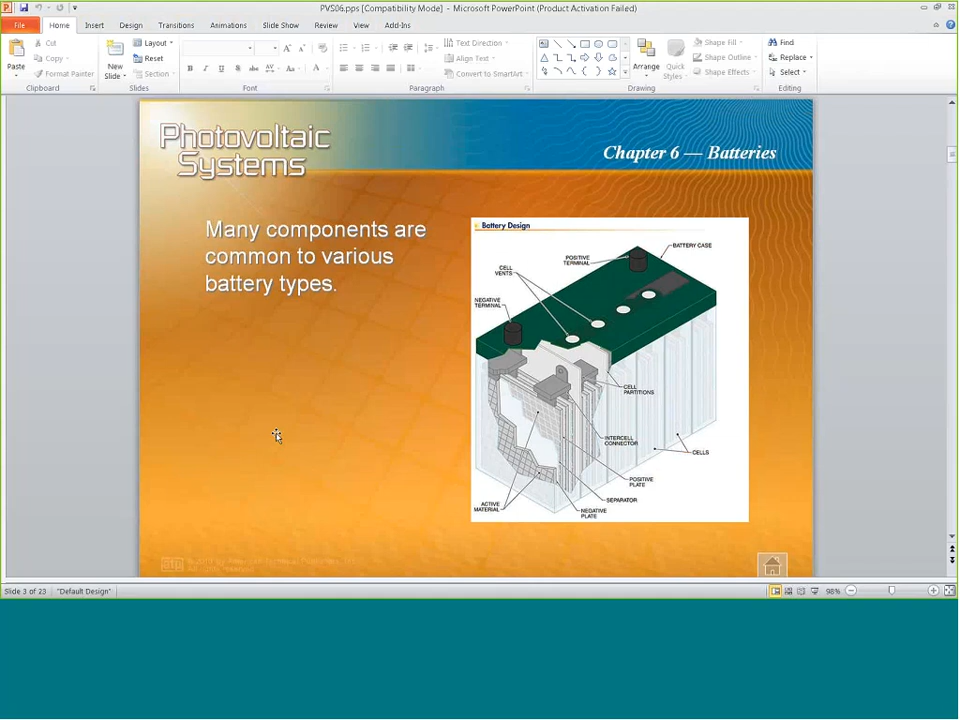 PVS06.pps [Compatibility Mode] - Microsoft PowerPoint (Product Activation Failed)
File Home Insert Design Transitions Animations Slide Show Review View Add-Ins
Paste
Cut
Copy
Format Painter
Clipboard
New
Slide
Layout
Reset
Section
Slides
B I U S abc AV Aa A
Font
Paragraph
Text Direction
Align Text
Convert to SmartArt
Arrange
Quick
Styles
Shape Fill
Shape Outline
Shape Effects
Drawing
Find
Replace
Select
Editing
Photovoltaic
Systems
Chapter 6 — Batteries
Many components are
common to various
battery types.
Battery Design
BATTERY CASE
POSITIVE
TERMINAL
CELL
VENTS
NEGATIVE
TERMINAL
CELL
PARTITIONS
INTERCELL
CONNECTOR
CELLS
POSITIVE
PLATE
SEPARATOR
ACTIVE
MATERIAL
NEGATIVE
PLATE
atp
Slide 3 of 23 "Default Design" 98%